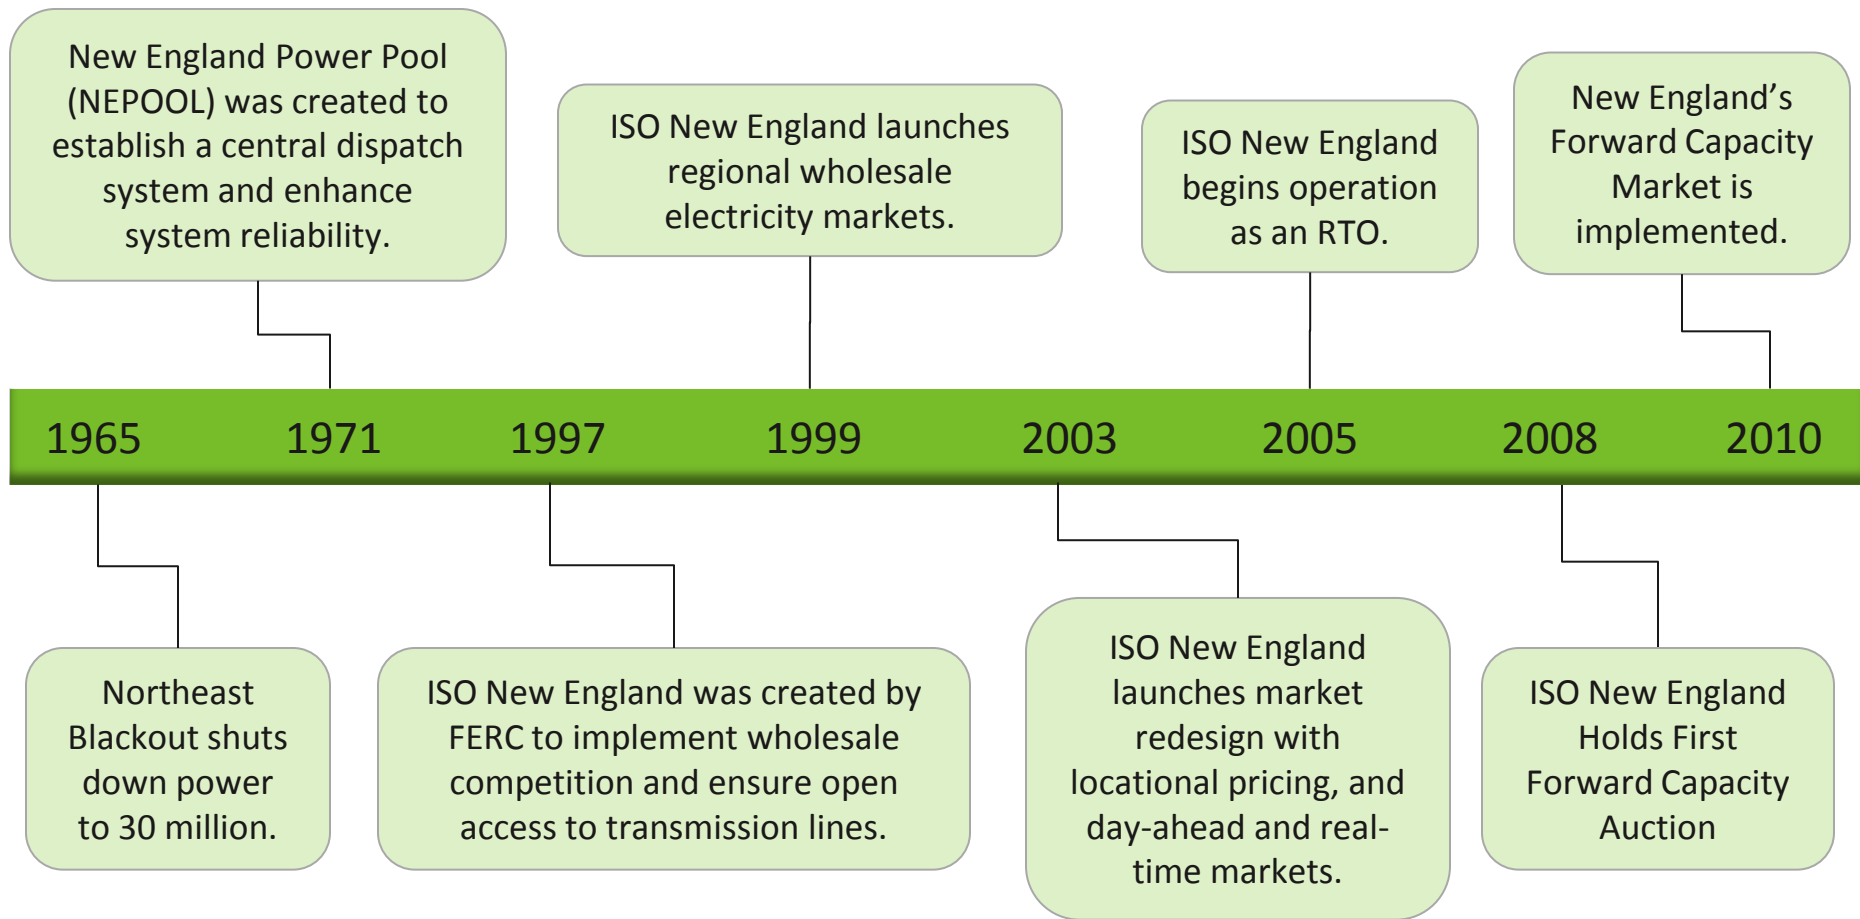 New England Power Pool
(NEPOOL) was created to
establish a central dispatch
system and enhance
system reliability.
ISO New England launches
regional wholesale
electricity markets.
ISO New England
begins operation
as an RTO.
New England’s
Forward Capacity
Market is
implemented.
1965 1971 1997 1999 2003 2005 2008 2010
Northeast
Blackout shuts
down power
to 30 million.
ISO New England was created by
FERC to implement wholesale
competition and ensure open
access to transmission lines.
ISO New England
launches market
redesign with
locational pricing, and
day-ahead and real-
time markets.
ISO New England
Holds First
Forward Capacity
Auction